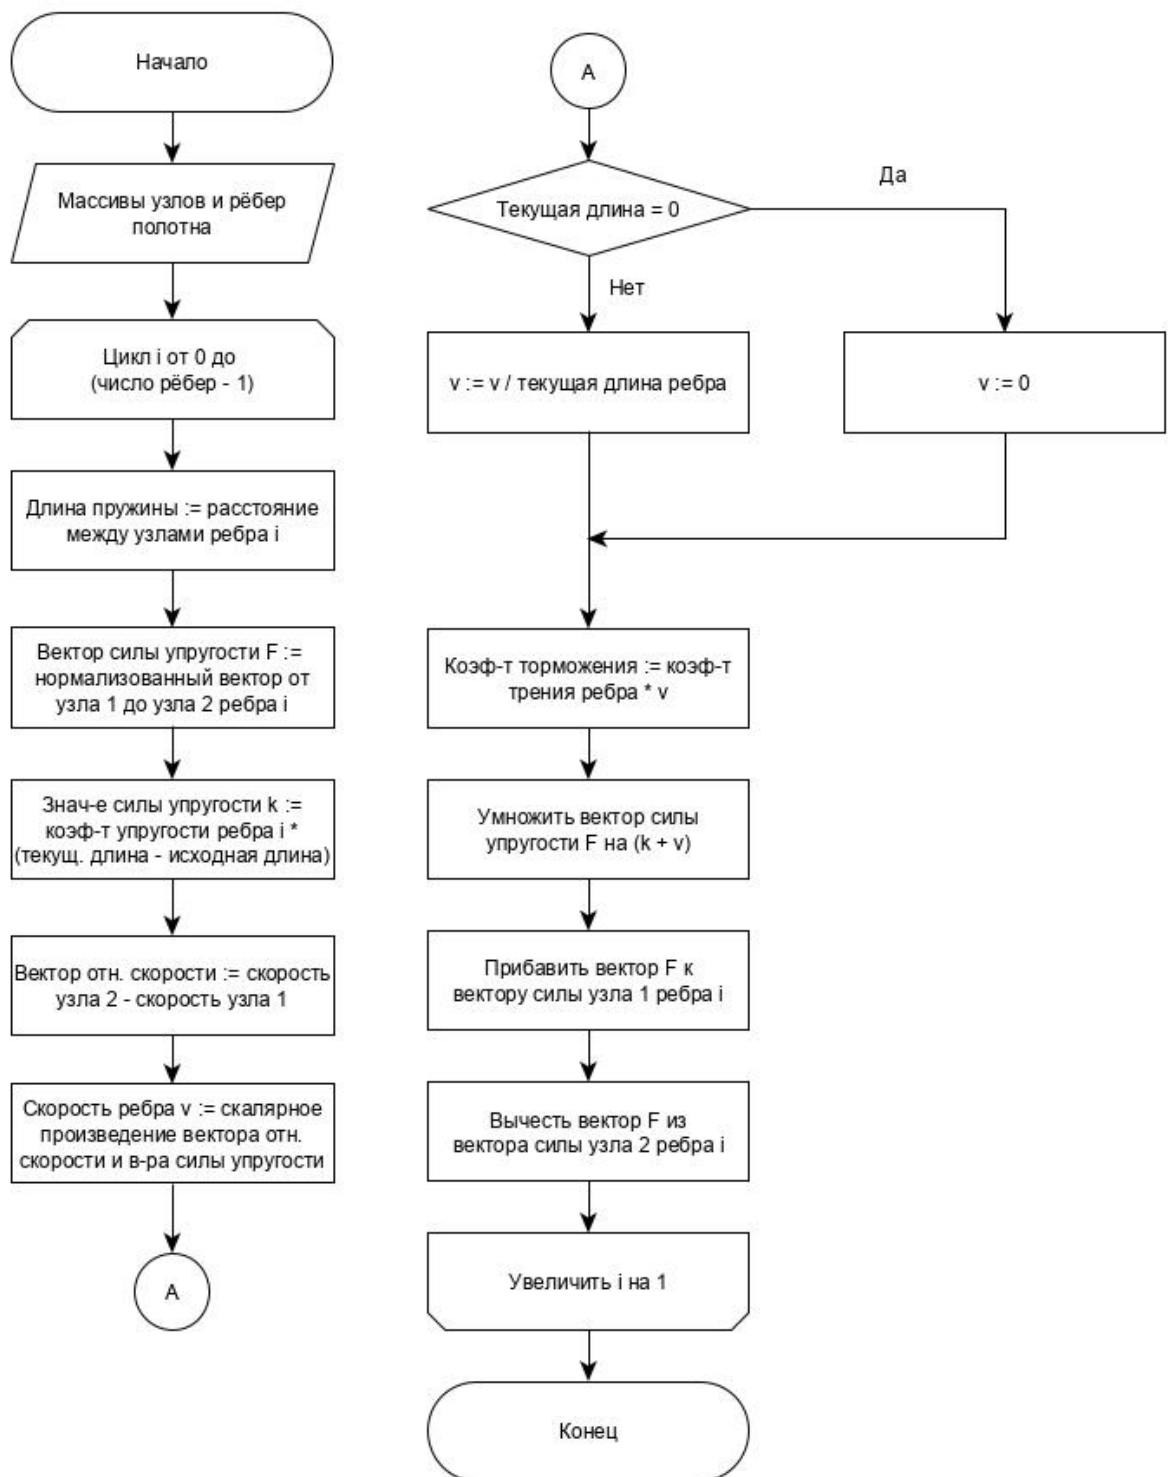 Начало
Массивы узлов и рёбер
полотна
Цикл i от 0 до
(число рёбер - 1)
Длина пружины := расстояние
между узлами ребра i
Вектор силы упругости F :=
нормализованный вектор от
узла 1 до узла 2 ребра i
Знач-е силы упругости k :=
коэф-т упругости ребра i *
(текущ. длина - исходная длина)
Вектор отн. скорости := скорость
узла 2 - скорость узла 1
Скорость ребра v := скалярное
произведение вектора отн.
скорости и в-ра силы упругости
А
А
Текущая длина = 0
Да
Нет
v := v / текущая длина ребра
v := 0
Коэф-т торможения := коэф-т
трения ребра * v
Умножить вектор силы
упругости F на (k + v)
Прибавить вектор F к
вектору силы узла 1 ребра i
Вычесть вектор F из
вектора силы узла 2 ребра i
Увеличить i на 1
Конец